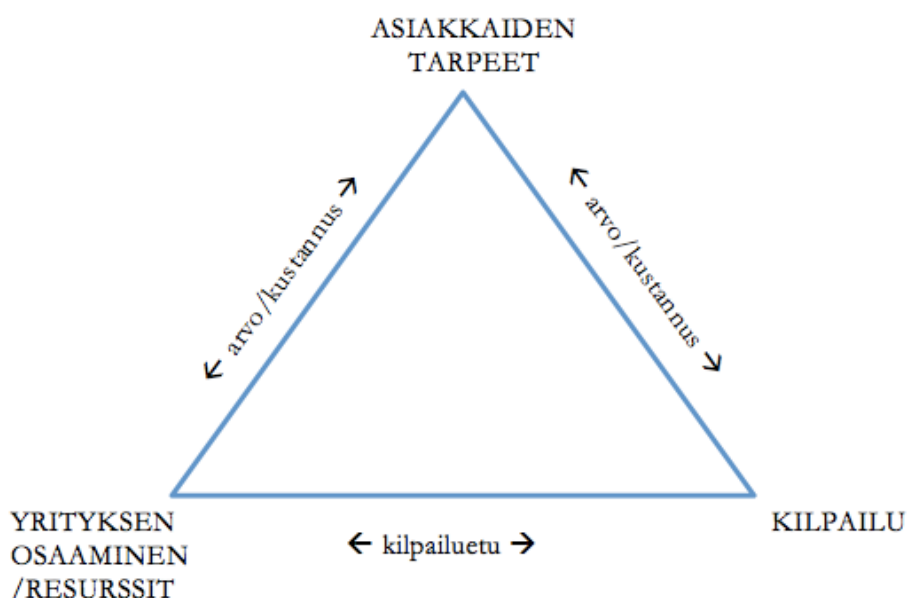 ASIAKKAIDEN
TARPEET
← arvo/kustannus →
← arvo/kustannus →
YRITYKSEN
OSAAMINEN
/RESURSSIT
← kilpailuetu →
KILPAILU